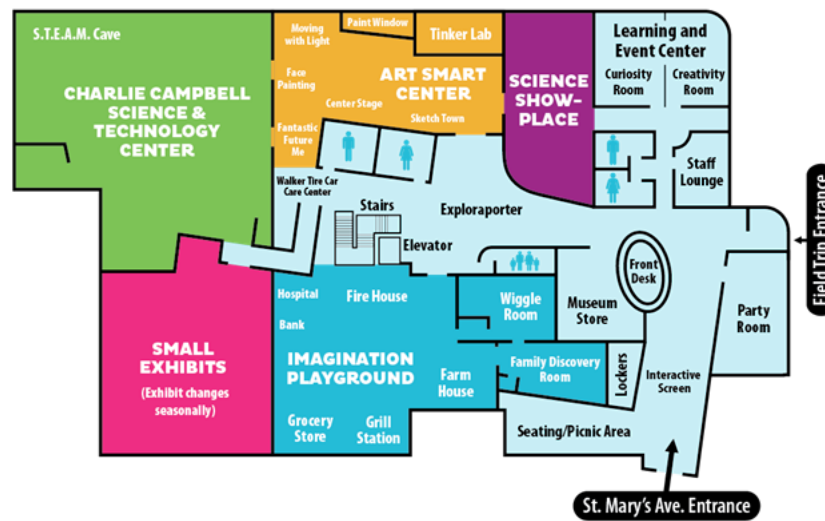 S.T.E.A.M. Cave
CHARLIE CAMPBELL
SCIENCE &
TECHNOLOGY
CENTER
Moving
with Light
Paint Window
Tinker Lab
Face
Painting
ART SMART
CENTER
Center Stage
Sketch Town
Fantastic
Future
Me
SCIENCE
SHOW-
PLACE
Learning and
Event Center
Curiosity
Room
Creativity
Room
Staff
Lounge
Walker Tire Car
Care Center
Stairs
Exploraporter
Elevator
Field Trip Entrance
Front
Desk
Hospital
Fire House
Bank
Wiggle
Room
Museum
Store
Party
Room
SMALL
EXHIBITS
(Exhibit changes
seasonally)
IMAGINATION
PLAYGROUND
Farm
House
Family Discovery
Room
Lockers
Interactive
Screen
Grocery
Store
Grill
Station
Seating/Picnic Area
St. Mary's Ave. Entrance